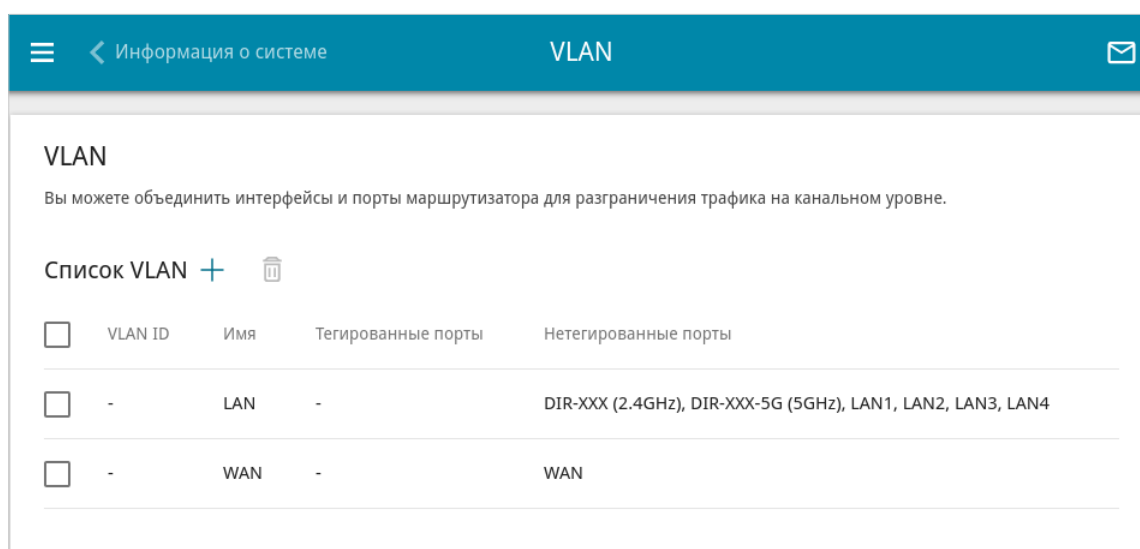 Информация о системе VLAN
VLAN
Вы можете объединить интерфейсы и порты маршрутизатора для разграничения трафика на канальном уровне.
Список VLAN
VLAN ID Имя Тегированные порты Нетегированные порты
- LAN - DIR-XXX (2.4GHz), DIR-XXX-5G (5GHz), LAN1, LAN2, LAN3, LAN4
- WAN - WAN